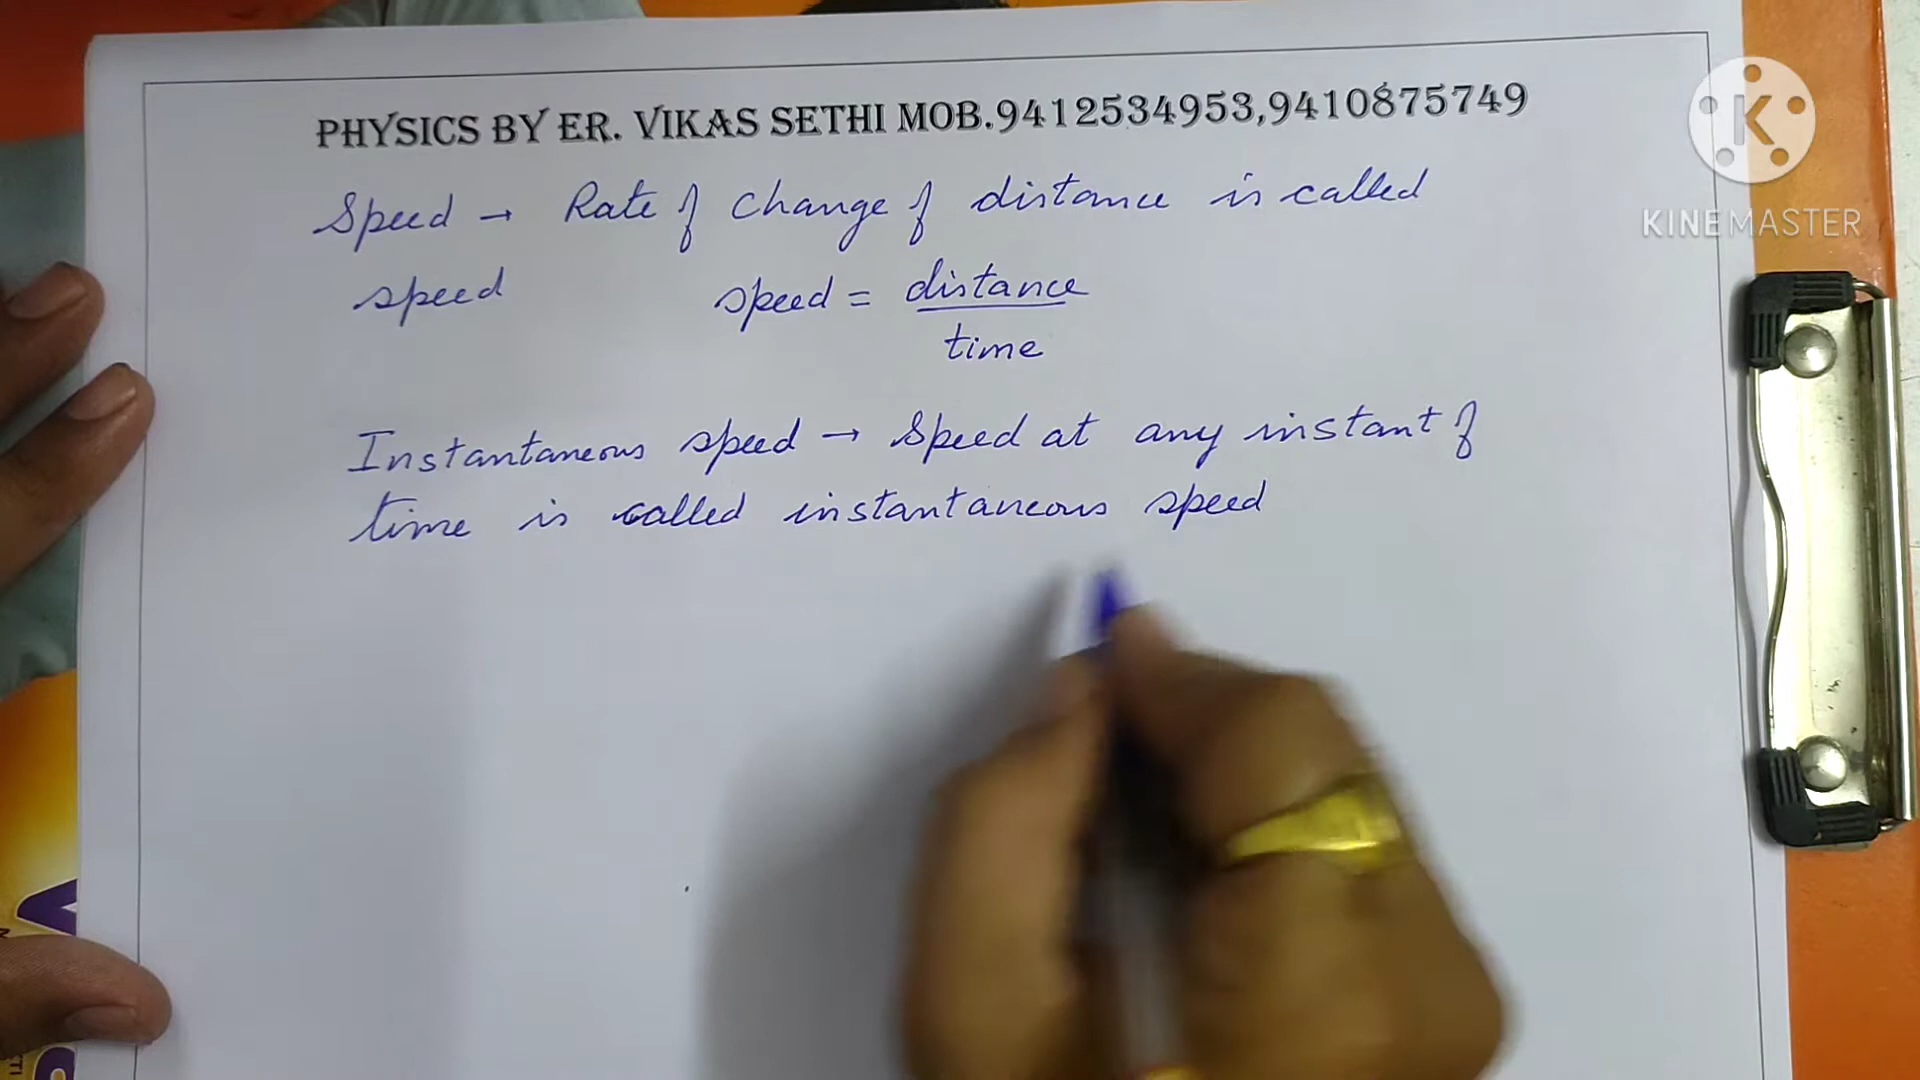 PHYSICS BY ER. VIKAS SETHI MOB.9412534953,9410875749
K
KINEMASTER
Speed → Rate of change of distance is called
speed speed = distance
time
Instantaneous speed → Speed at any instant of
time is called instantaneous speed